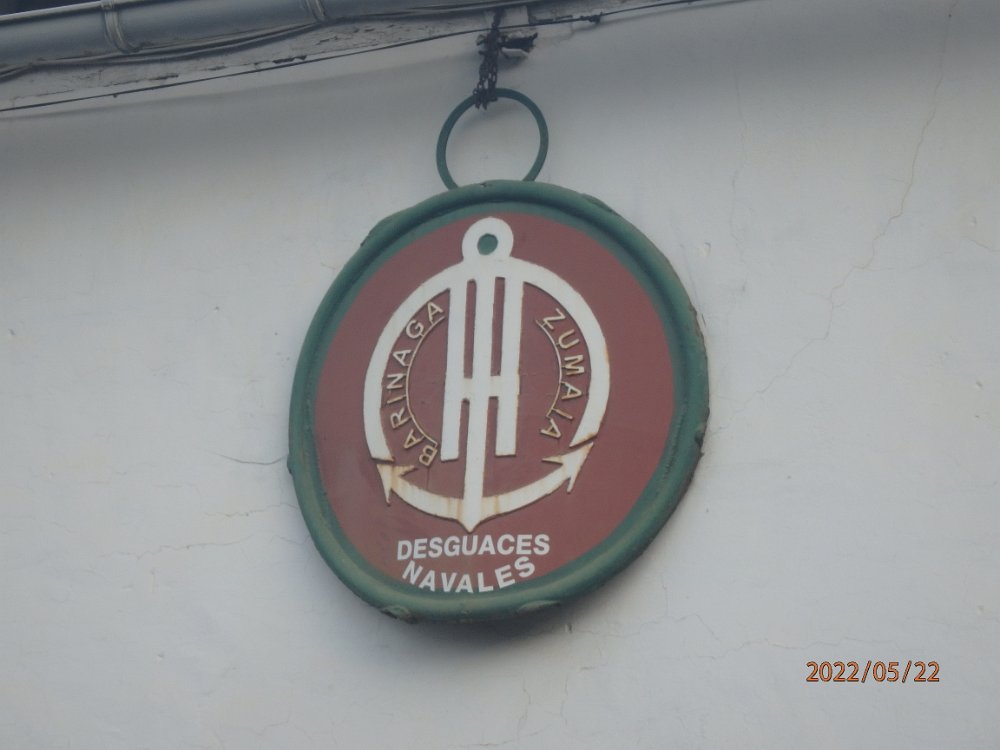 BARINAGA
ZUMAIA
DESGUACES
NAVALES
2022/05/22